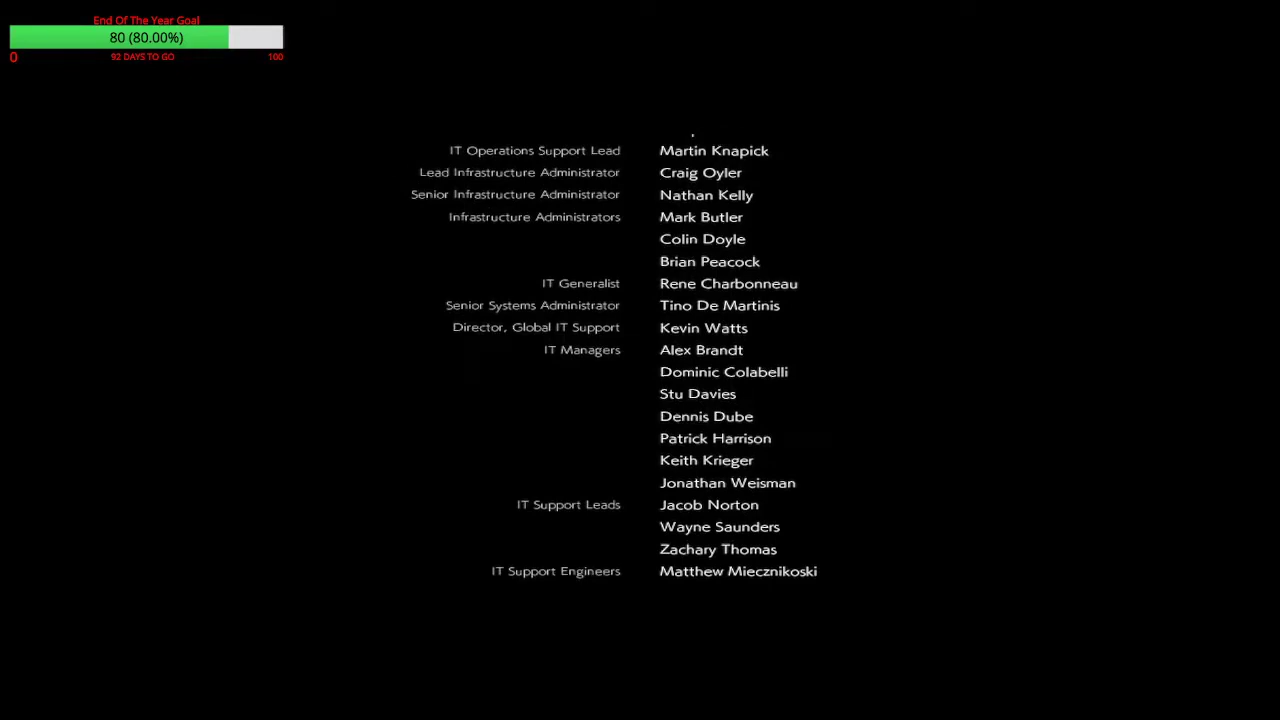 End Of The Year Goal
80 (80.00%)
0 92 DAYS TO GO 100
IT Operations Support Lead Martin Knapick
Lead Infrastructure Administrator Craig Oyler
Senior Infrastructure Administrator Nathan Kelly
Infrastructure Administrators Mark Butler
Colin Doyle
Brian Peacock
IT Generalist Rene Charbonneau
Senior Systems Administrator Tino De Martinis
Director, Global IT Support Kevin Watts
IT Managers Alex Brandt
Dominic Colabelli
Stu Davies
Dennis Dube
Patrick Harrison
Keith Krieger
Jonathan Weisman
IT Support Leads Jacob Norton
Wayne Saunders
Zachary Thomas
IT Support Engineers Matthew Miecznikoski